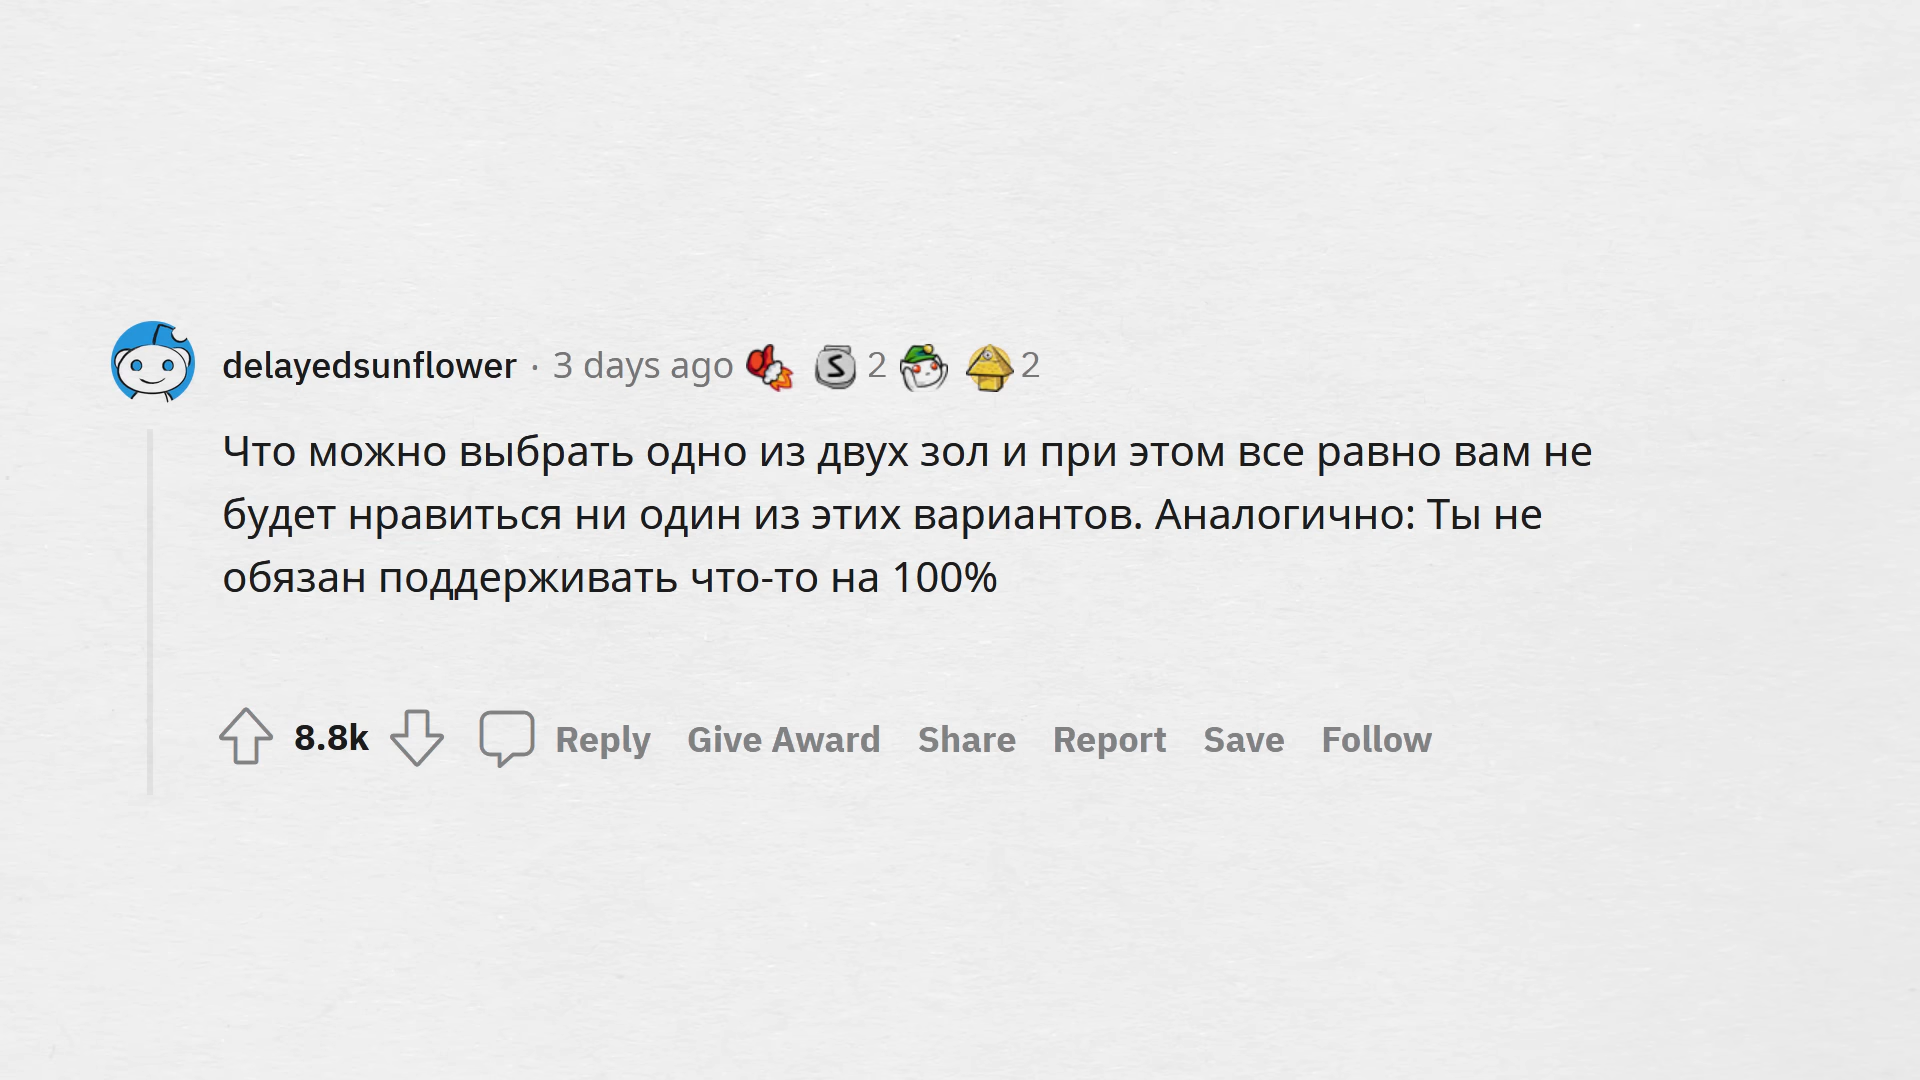 delayedsunflower · 3 days ago 2 2
Что можно выбрать одно из двух зол и при этом все равно вам не
будет нравиться ни один из этих вариантов. Аналогично: Ты не
обязан поддерживать что-то на 100%
8.8k Reply Give Award Share Report Save Follow